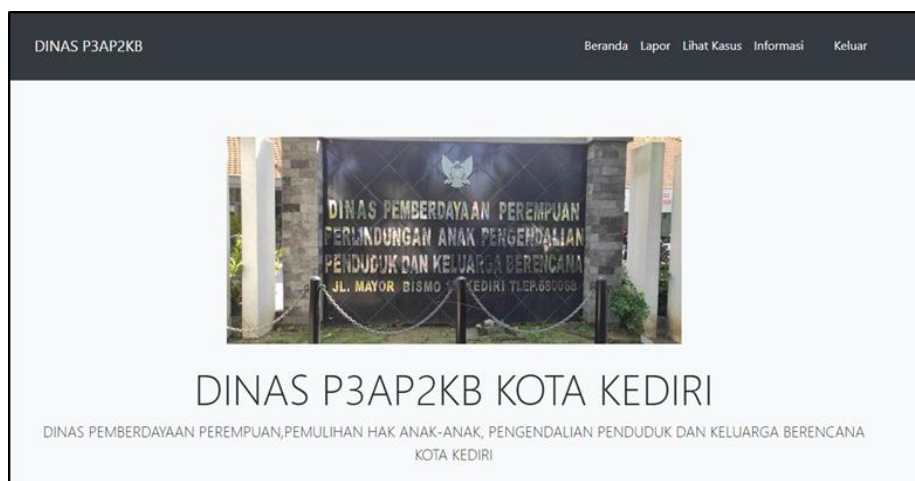 DINAS P3AP2KB
Beranda Lapor Lihat Kasus Informasi Keluar
DINAS PEMBERDAYAAN PEREMPUAN
PERLINDUNGAN ANAK PENGENDALIAN
PENDUDUK DAN KELUARGA BERENCANA
JL. MAYOR BISMO KEDIRI TLEP.680068
DINAS P3AP2KB KOTA KEDIRI
DINAS PEMBERDAYAAN PEREMPUAN,PEMULIHAN HAK ANAK-ANAK, PENGENDALIAN PENDUDUK DAN KELUARGA BERENCANA
KOTA KEDIRI